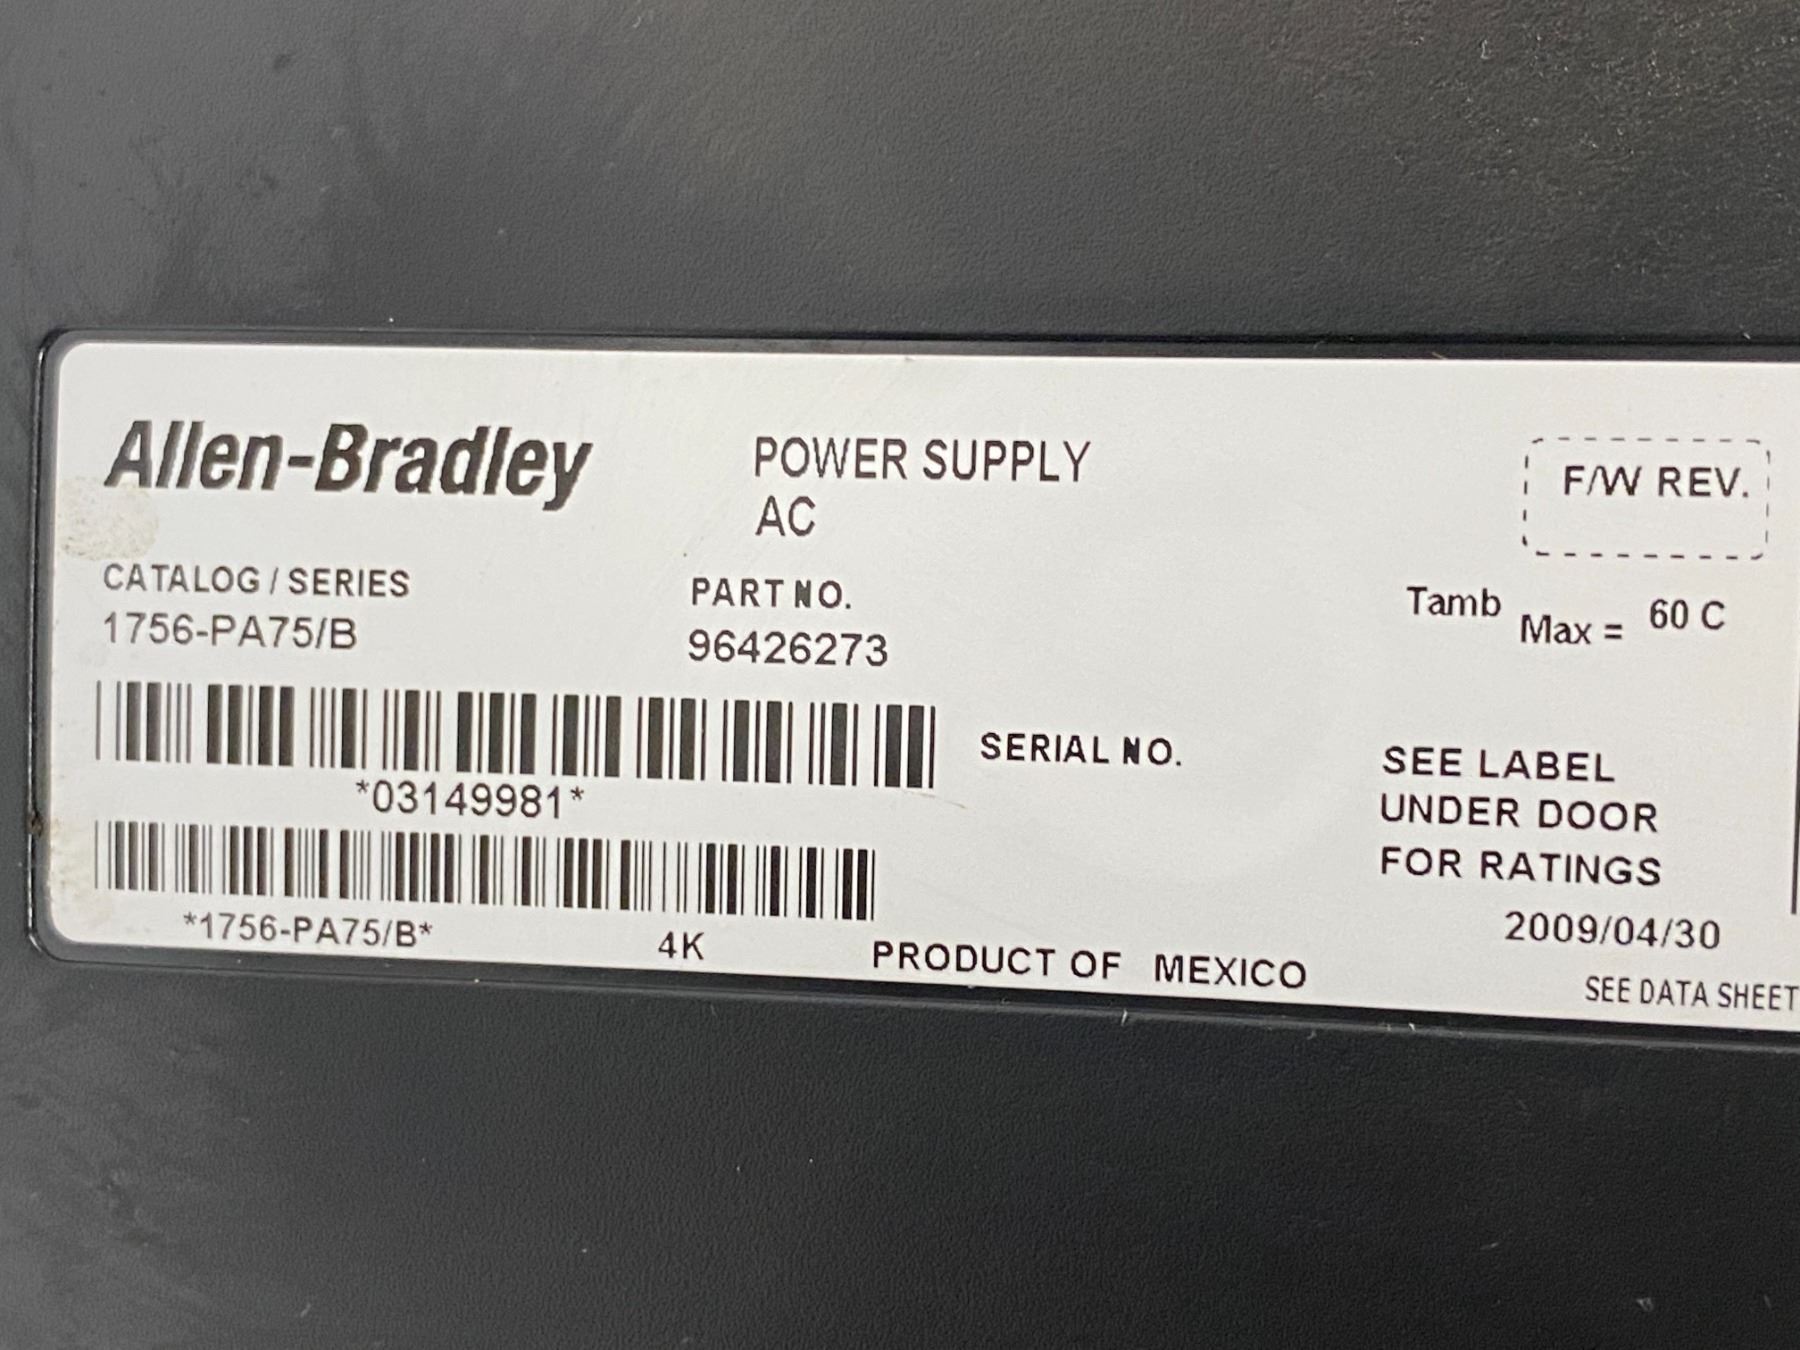 Allen-Bradley
POWER SUPPLY
AC
F/W REV.
CATALOG / SERIES
1756-PA75/B
PART NO.
96426273
Tamb Max = 60 C
*03149981*
SERIAL NO.
SEE LABEL
UNDER DOOR
FOR RATINGS
*1756-PA75/B*
4K
PRODUCT OF MEXICO
2009/04/30
SEE DATA SHEET